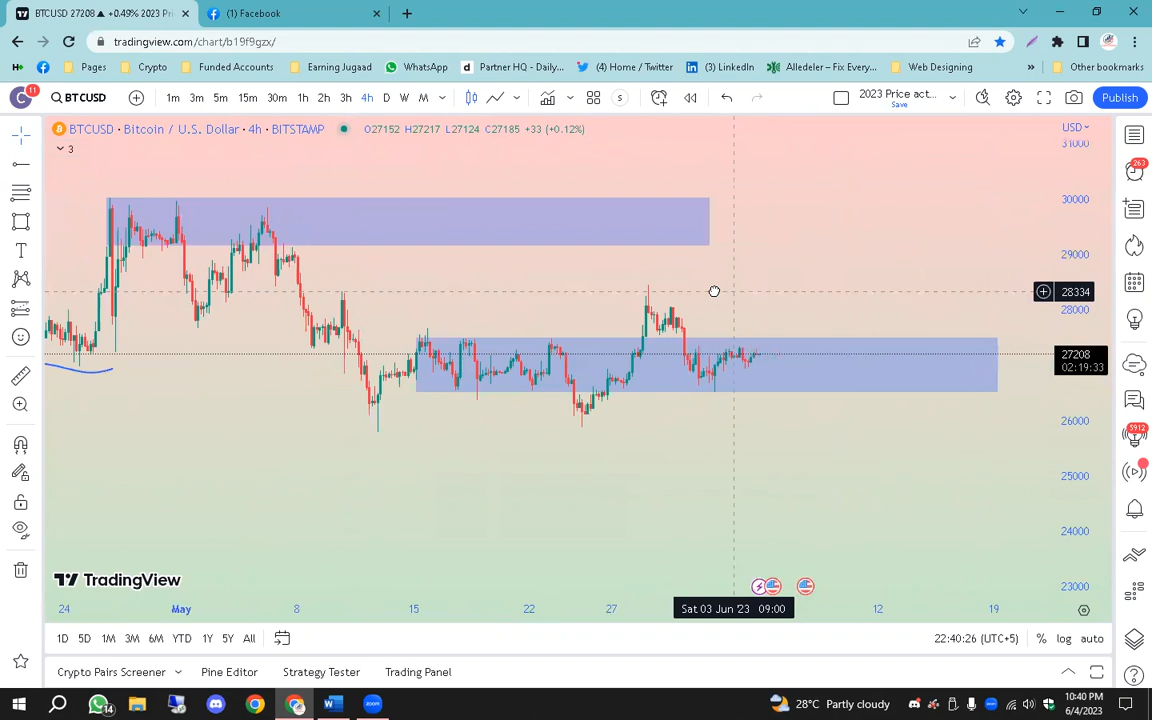 BTCUSD 27208 ▲ +0.49% 2023 Pri
(1) Facebook
tradingview.com/chart/b19f9gzx/
Pages
Crypto
Funded Accounts
Earning Jugaad
WhatsApp
Partner HQ - Daily...
(4) Home / Twitter
(1) LinkedIn
Alledeler – Fix Every...
Web Designing
»
Other bookmarks
C
11
BTCUSD
1m 3m 5m 15m 30m 1h 2h 3h 4h D W M
S
2023 Price act...
Save
Publish
BTCUSD · Bitcoin / U.S. Dollar · 4h · BITSTAMP
O27152 H27217 L27124 C27185 +33 (+0.12%)
USD
3
31000
263
30000
29000
28334
28000
27208
02:19:33
26000
5912
25000
24000
TradingView
23000
24 May 8 15 22 27 Sat 03 Jun '23 09:00 12 19
1D 5D 1M 3M 6M YTD 1Y 5Y All
22:40:26 (UTC+5)
% log auto
Crypto Pairs Screener
Pine Editor
Strategy Tester
Trading Panel
14
28°C Partly cloudy
10:40 PM
6/4/2023